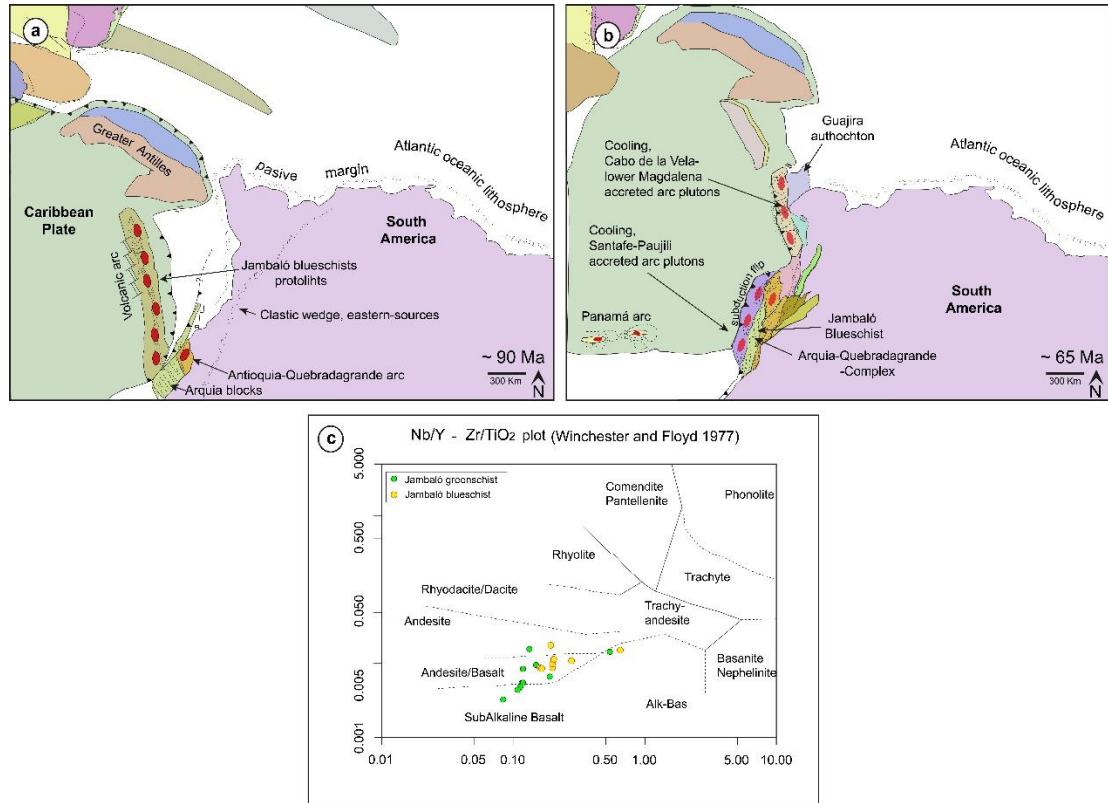 a
Greater Antilles
pasive margin
Atlantic oceanic lithosphere
Caribbean
Plate
Volcanic arc
South
America
Jambaló blueschists
protolihts
Clastic wedge, eastern-sources
Antioquia-Quebradagrande arc
Arquia blocks
~ 90 Ma
300 Km
N
b
Guajira
authochton
Cooling,
Cabo de la Vela-
lower Magdalena
accreted arc plutons
Atlantic oceanic lithosphere
Cooling,
Santafe-Paujili
accreted arc plutons
subduction flip
South
America
Panamá arc
Jambaló
Blueschist
Arquia-Quebradagrande
-Complex
~ 65 Ma
300 Km
N
c
Nb/Y - Zr/TiO2 plot (Winchester and Floyd 1977)
Jambaló greenschist
Jambaló blueschist
5.000
0.500
0.050
0.005
0.001
Comendite
Pantellenite
Phonolite
Rhyolite
Trachyte
Rhyodacite/Dacite
Trachy-
andesite
Andesite
Basanite
Nephelinite
Andesite/Basalt
Alk-Bas
SubAlkaline Basalt
0.01 0.05 0.10 0.50 1.00 5.00 10.00